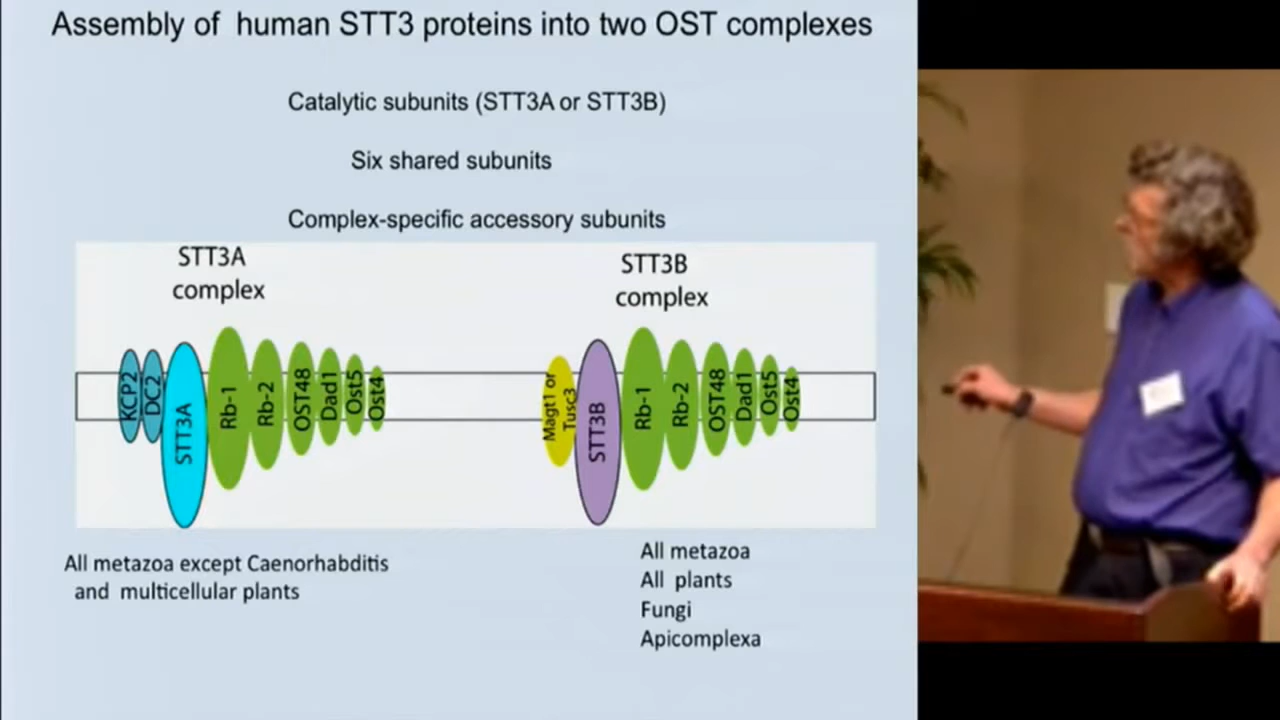 Assembly of human STT3 proteins into two OST complexes
Catalytic subunits (STT3A or STT3B)
Six shared subunits
Complex-specific accessory subunits
STT3A
complex
STT3B
complex
KCP2
DC2
STT3A
Rb-1
Rb-2
OST48
Dad1
Ost5
Ost4
Magt1 or
Tusc3
STT3B
Rb-1
Rb-2
OST48
Dad1
Ost5
Ost4
All metazoa except Caenorhabditis
and multicellular plants
All metazoa
All plants
Fungi
Apicomplexa